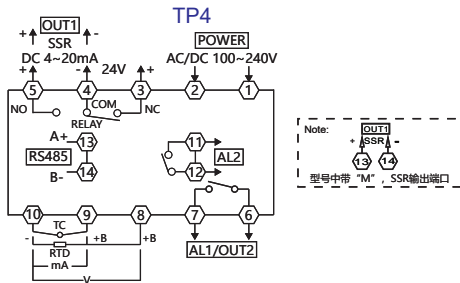 TP4
OUT1
+ -
SSR
POWER
DC 4~20mA
AC/DC 100~240V
+ - 24V +
5 4 3 2 1
NO COM NC
RELAY
A+ 13
RS485
B- 14
11
AL2
12
10 9 8 7 6
TC
- +B +B
RTD
mA
V
AL1/OUT2
Note:
OUT1
+ SSR -
13 14
型号中带“M”，SSR输出端口